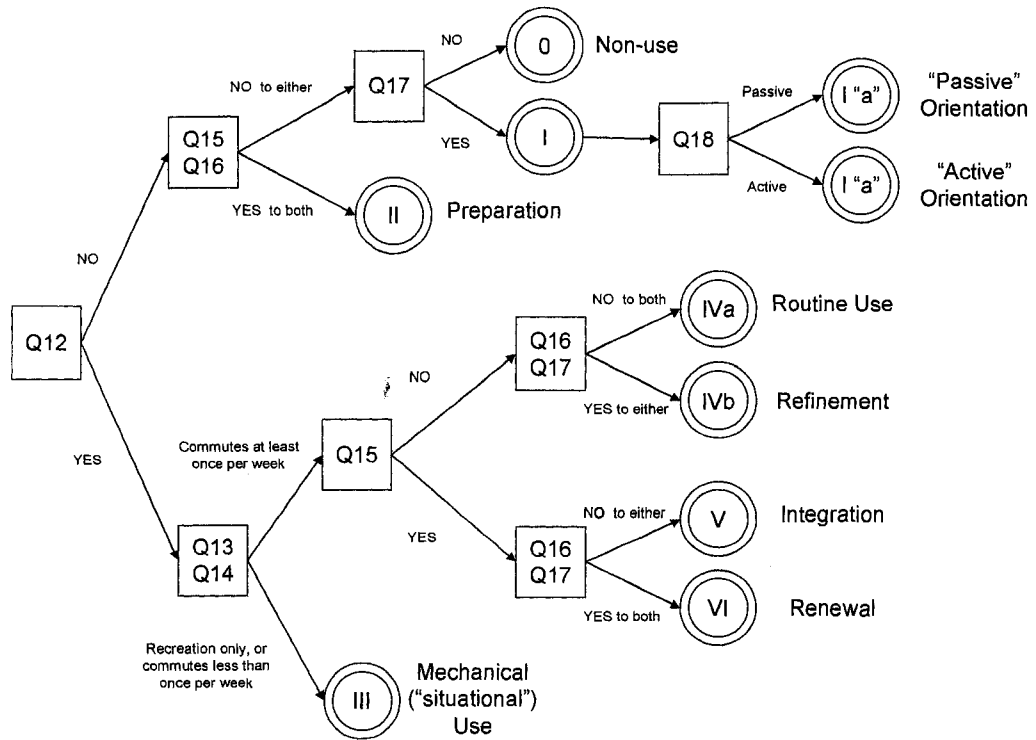 NO
0
Non-use
Q17
NO to either
YES
I
Passive
I "a"
"Passive"
Orientation
Q18
Active
I "a"
"Active"
Orientation
Q15
Q16
YES to both
II
Preparation
NO
Q12
YES
NO to both
IVa
Routine Use
Q16
Q17
YES to either
IVb
Refinement
NO
Commutes at least
once per week
Q15
YES
NO to either
V
Integration
Q16
Q17
YES to both
VI
Renewal
Q13
Q14
Recreation only, or
commutes less than
once per week
III
Mechanical
("situational")
Use